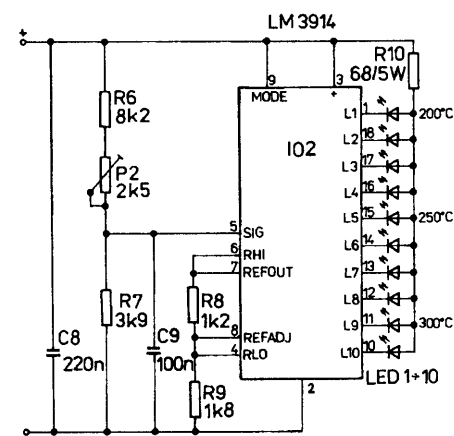 LM 3914
+
R10
68/5W
9
3
MODE
+
R6
8k2
L1
1
200°C
IO2
L2
18
P2
2k5
L3
17
L4
16
5
SIG
L5
15
250°C
6
RHI
L6
14
7
REFOUT
L7
13
R7
3k9
R8
1k2
L8
12
C8
220n
C9
100n
8
REFADJ
L9
11
300°C
4
RLO
L10
10
R9
1k8
2
LED 1÷10